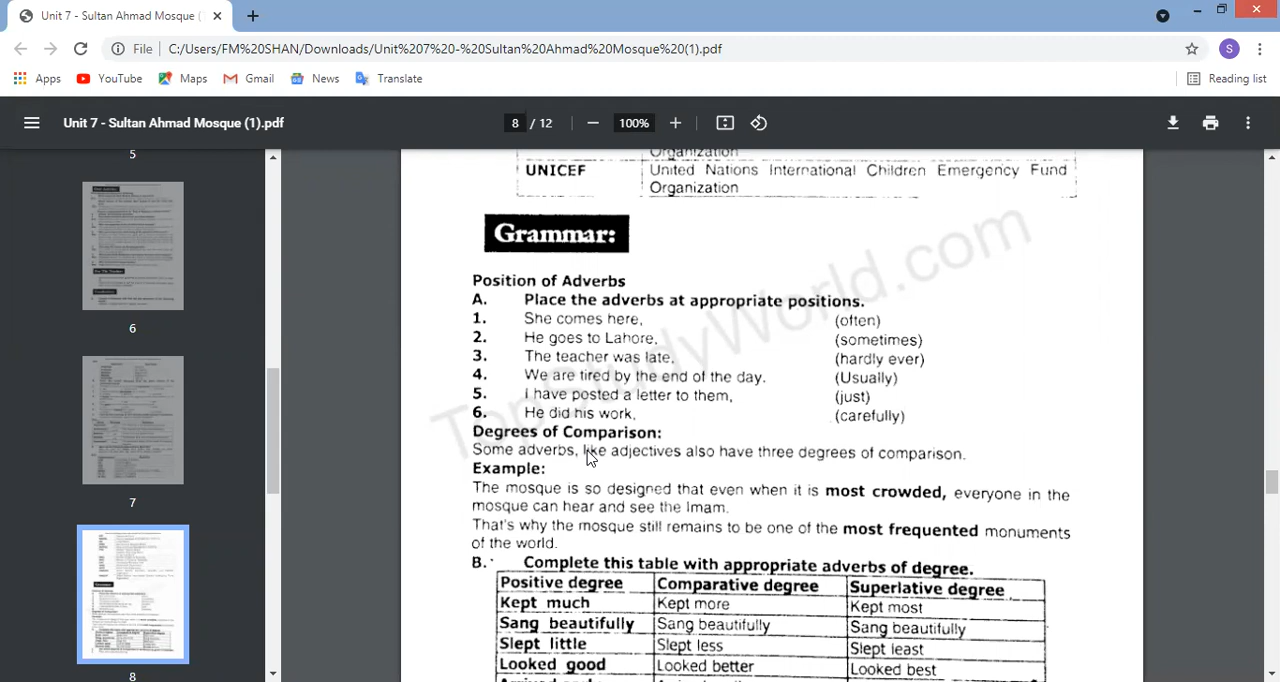 Unit 7 - Sultan Ahmad Mosque (
File C:/Users/FM%20SHAN/Downloads/Unit%207%20-%20Sultan%20Ahmad%20Mosque%20(1).pdf S
Apps YouTube Maps Gmail News Translate Reading list
Unit 7 - Sultan Ahmad Mosque (1).pdf 8 / 12 100%
5
6
7
8
Organization
UNICEF United Nations International Children Emergency Fund
Organization
Grammar:
Position of Adverbs
A. Place the adverbs at appropriate positions.
1. She comes here, (often)
2. He goes to Lahore, (sometimes)
3. The teacher was late, (hardly ever)
4. We are tired by the end of the day. (Usually)
5. I have posted a letter to them, (just)
6. He did his work, (carefully)
Degrees of Comparison:
Some adverbs, like adjectives also have three degrees of comparison.
Example:
The mosque is so designed that even when it is most crowded, everyone in the
mosque can hear and see the Imam.
That's why the mosque still remains to be one of the most frequented monuments
of the world.
B. Complete this table with appropriate adverbs of degree.
Positive degree Comparative degree Superlative degree
Kept much Kept more Kept most
Sang beautifully Sang beautifully Sang beautifully
Slept little Slept less Slept least
Looked good Looked better Looked best
TopStudyWorld.com